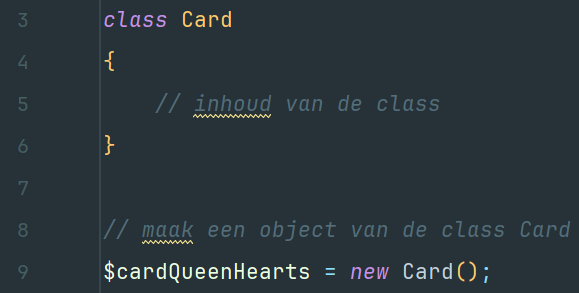 3 class Card
4 {
5 // inhoud van de class
6 }
7
8 // maak een object van de class Card
9 $cardQueenHearts = new Card();